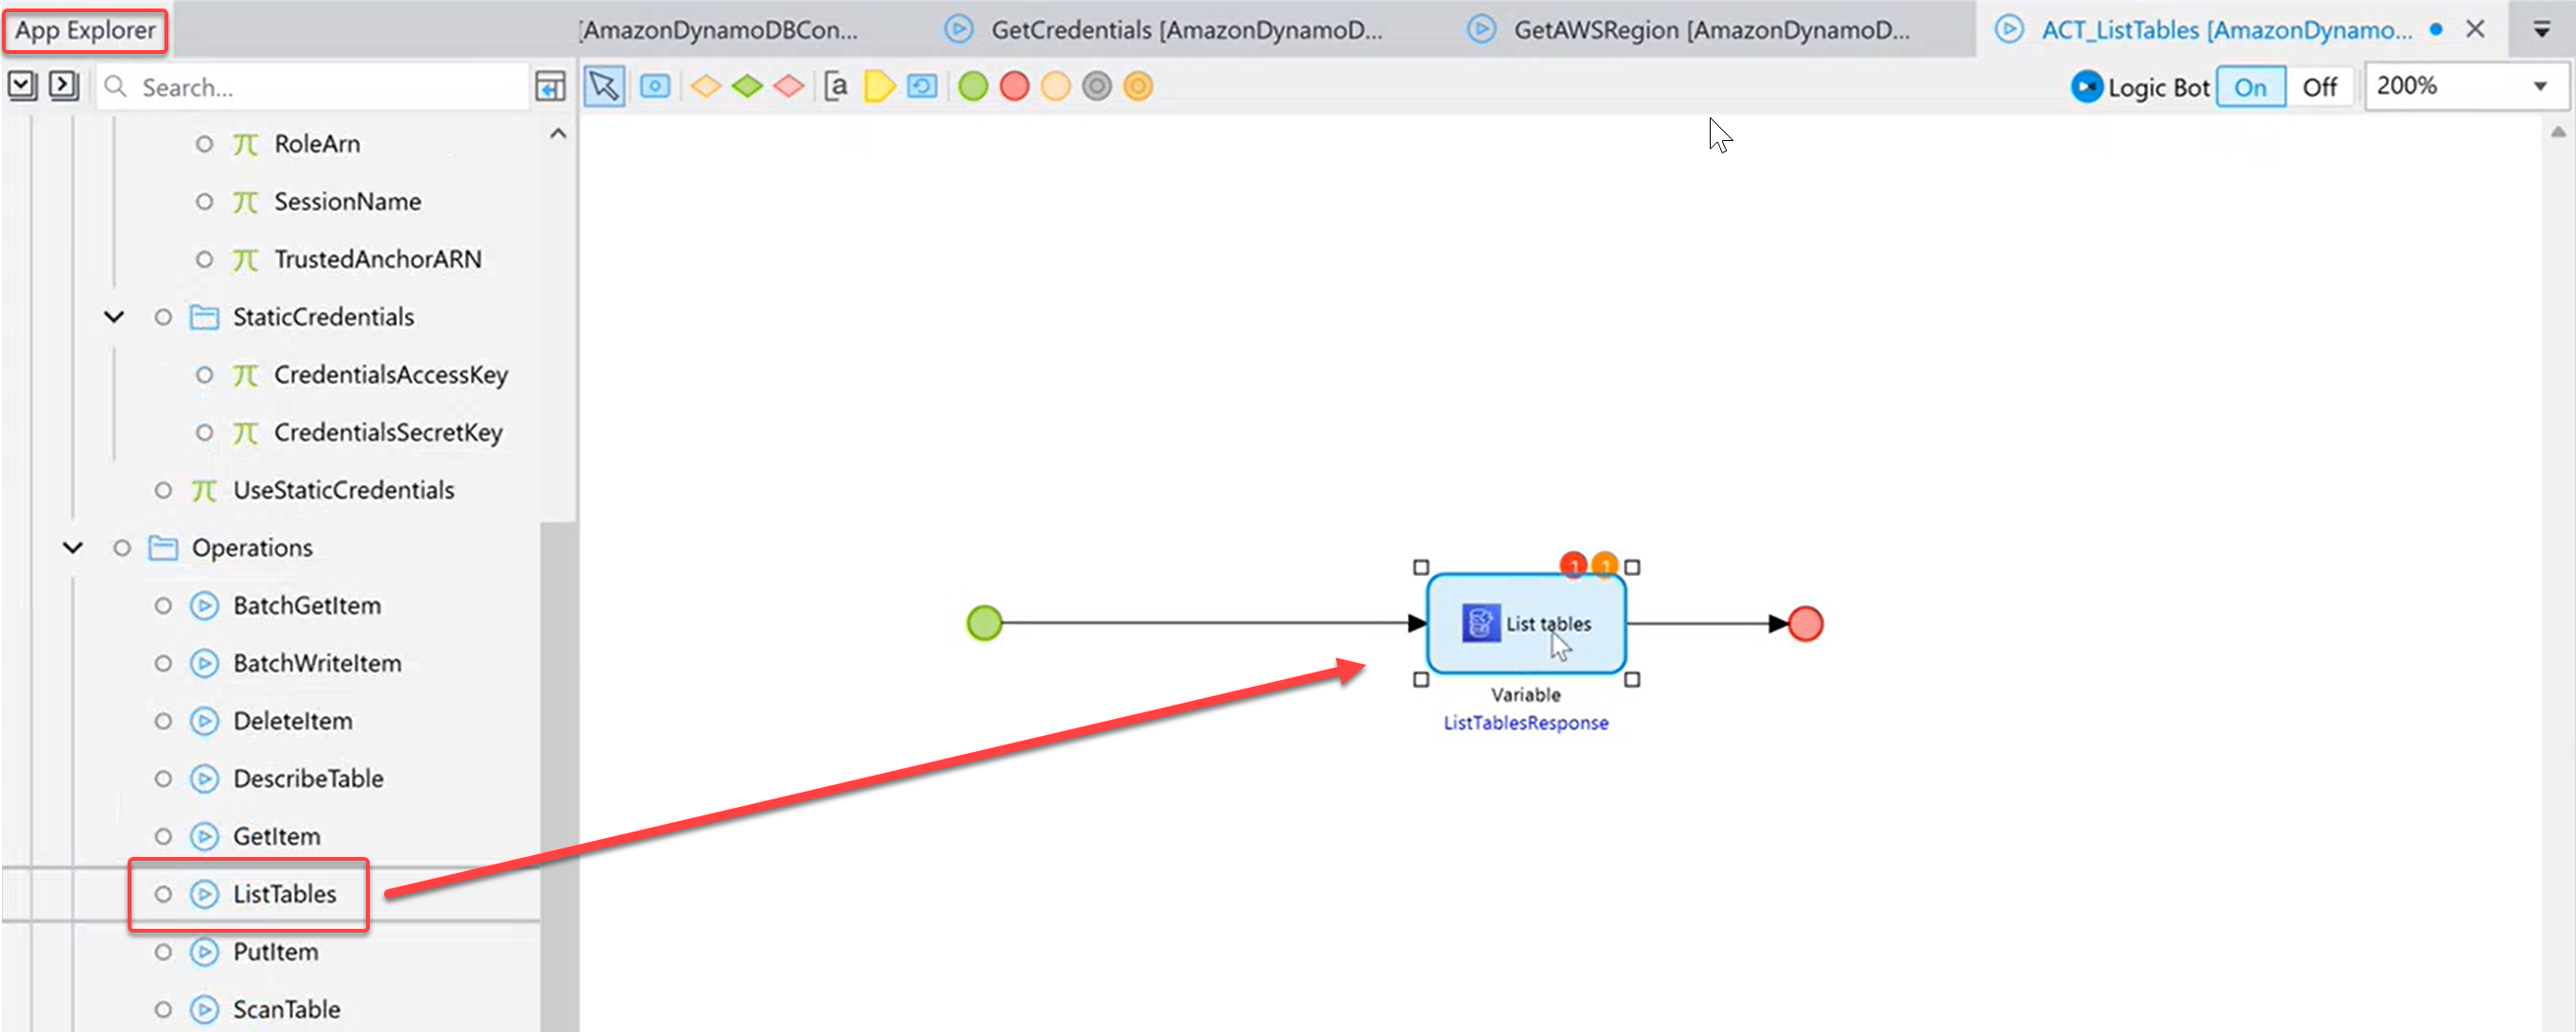 App Explorer
[AmazonDynamoDBCon...
GetCredentials [AmazonDynamoD...
GetAWSRegion [AmazonDynamoD...
ACT_ListTables [AmazonDynamo...
Search...
[a
Logic Bot
On
Off
200%
RoleArn
SessionName
TrustedAnchorARN
StaticCredentials
CredentialsAccessKey
CredentialsSecretKey
UseStaticCredentials
Operations
BatchGetItem
BatchWriteItem
DeleteItem
DescribeTable
GetItem
ListTables
PutItem
ScanTable
1
1
List tables
Variable
ListTablesResponse